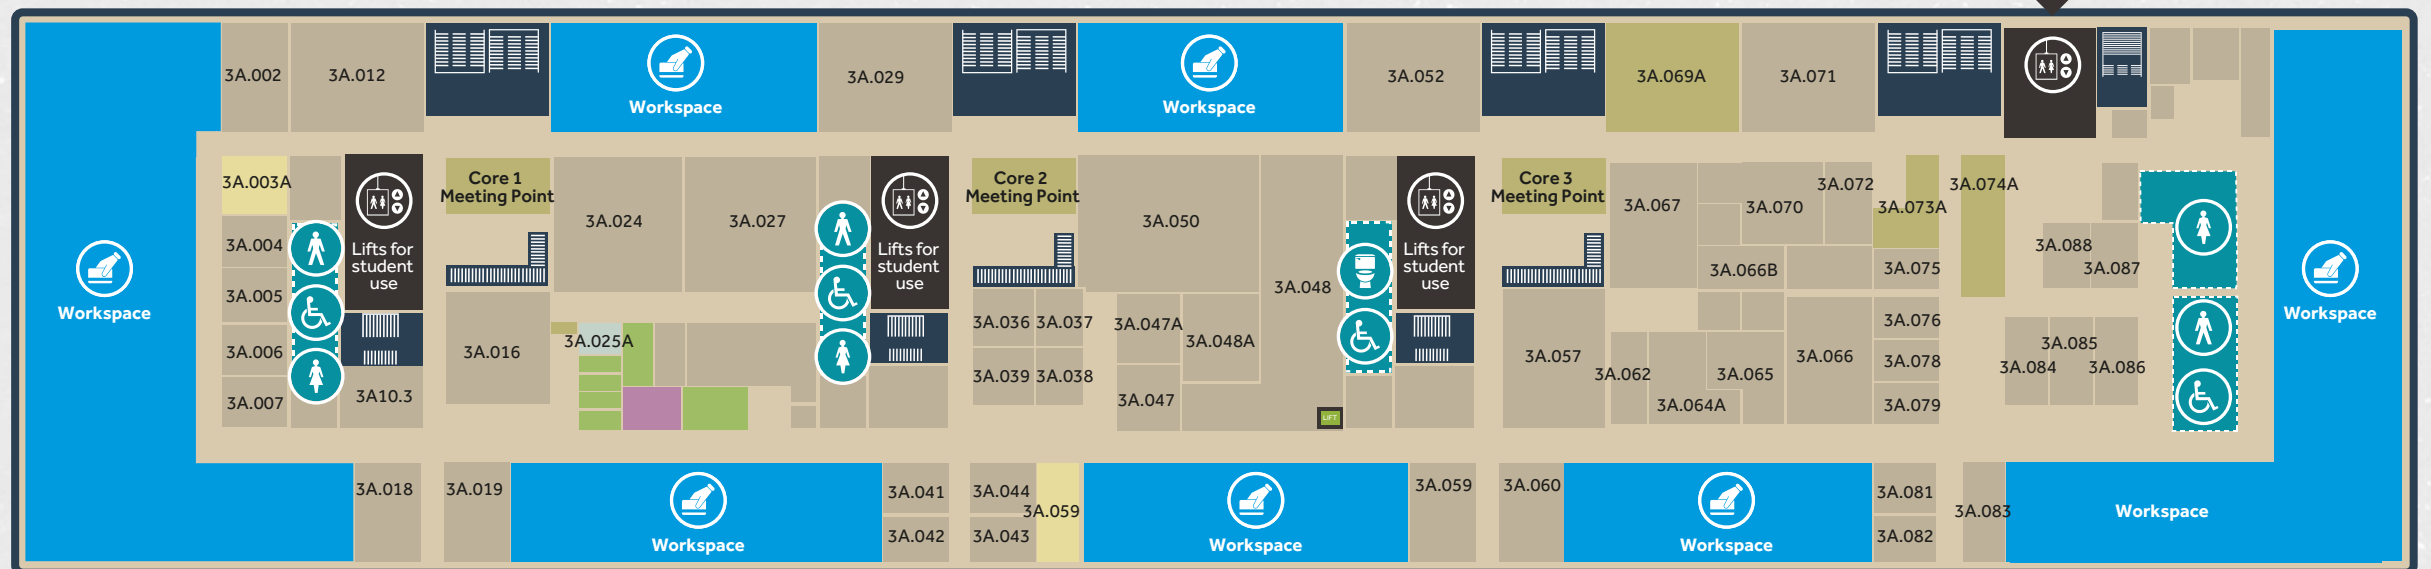 3A.002
3A.012
Workspace
3A.029
Workspace
3A.052
3A.069A
3A.071
3A.003A
3A.004
3A.005
3A.006
3A.007
Workspace
Lifts for
student
use
3A10.3
Core 1
Meeting Point
3A.016
3A.024
3A.027
3A.025A
Lifts for
student
use
Core 2
Meeting Point
3A.036
3A.037
3A.039
3A.038
3A.050
3A.047A
3A.048A
3A.047
3A.048
LIFT
Lifts for
student
use
Core 3
Meeting Point
3A.057
3A.067
3A.070
3A.072
3A.066B
3A.062
3A.065
3A.064A
3A.066
3A.073A
3A.074A
3A.075
3A.076
3A.078
3A.079
3A.088
3A.087
3A.085
3A.084
3A.086
Workspace
3A.018
3A.019
Workspace
3A.041
3A.042
3A.044
3A.059
3A.043
Workspace
3A.059
3A.060
Workspace
3A.081
3A.082
3A.083
Workspace